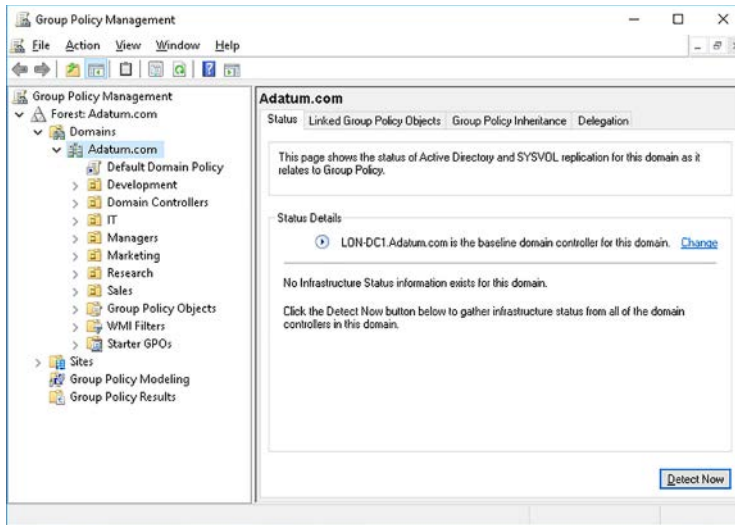 Group Policy Management
File Action View Window Help
Group Policy Management
Forest: Adatum.com
Domains
Adatum.com
Default Domain Policy
Development
Domain Controllers
IT
Managers
Marketing
Research
Sales
Group Policy Objects
WMI Filters
Starter GPOs
Sites
Group Policy Modeling
Group Policy Results
Adatum.com
Status Linked Group Policy Objects Group Policy Inheritance Delegation
This page shows the status of Active Directory and SYSVOL replication for this domain as it
relates to Group Policy.
Status Details
LON-DC1.Adatum.com is the baseline domain controller for this domain. Change
No Infrastructure Status information exists for this domain.
Click the Detect Now button below to gather infrastructure status from all of the domain
controllers in this domain.
Detect Now